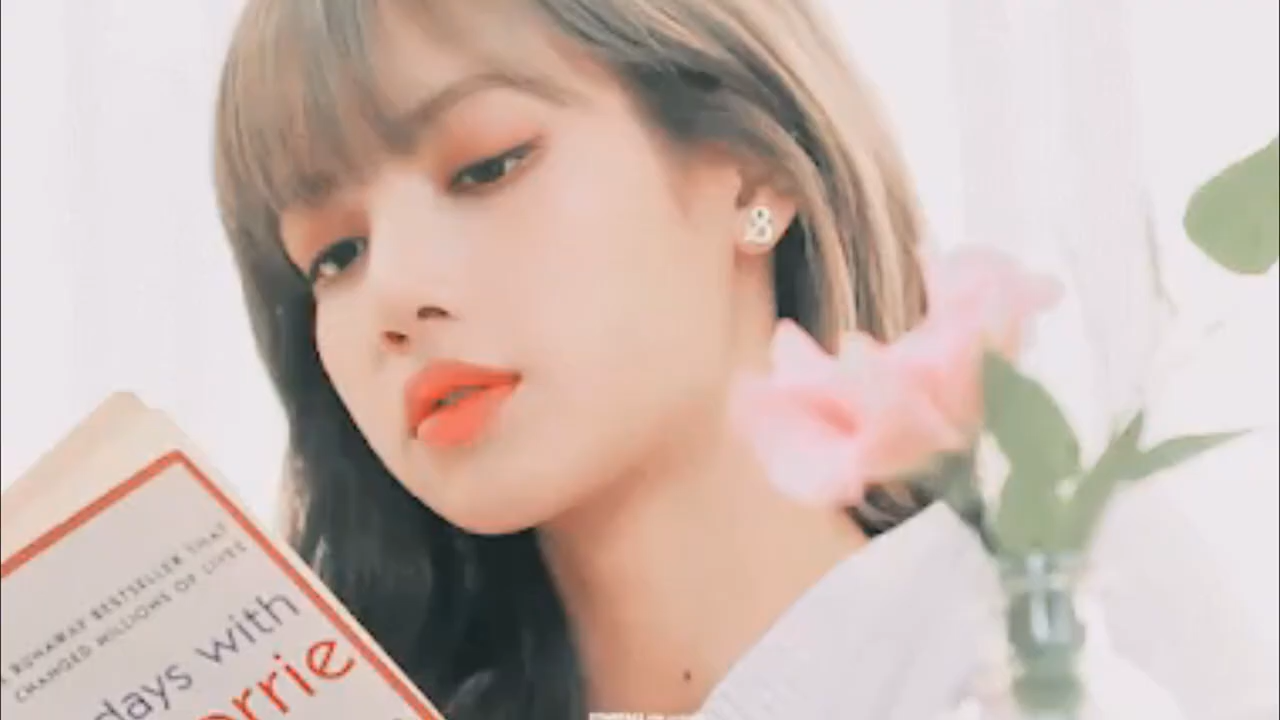 RUNAWAY BESTSELLER THAT
CHANGED MILLIONS OF LIVES
days with
orrie